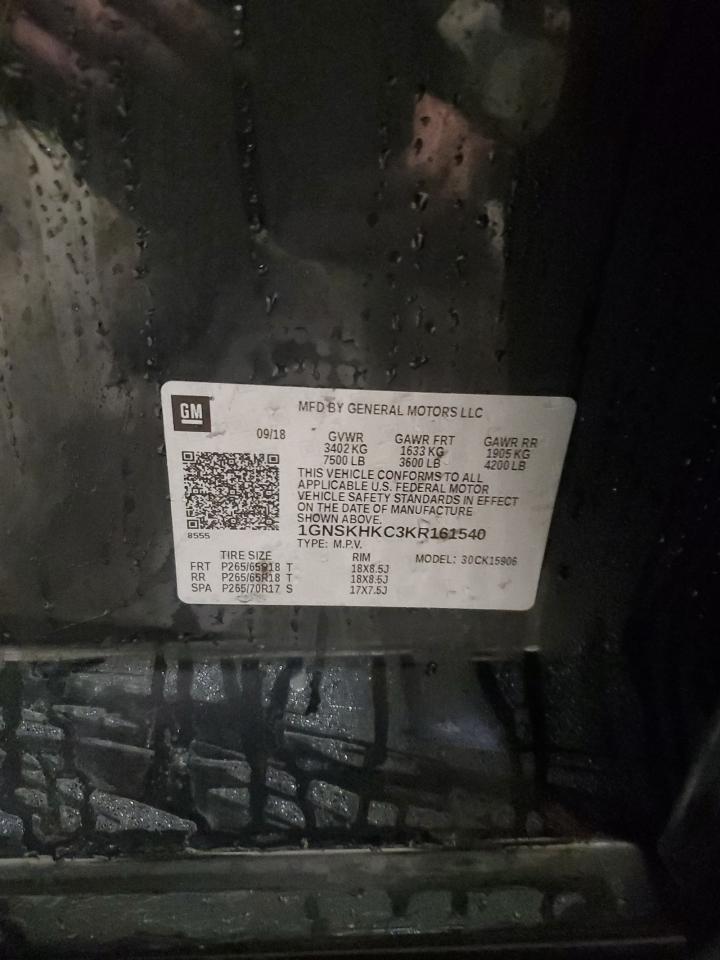 GM
MFD BY GENERAL MOTORS LLC
09/18 GVWR GAWR FRT GAWR RR
3402 KG 1633 KG 1905 KG
7500 LB 3600 LB 4200 LB
THIS VEHICLE CONFORMS TO ALL
APPLICABLE U.S. FEDERAL MOTOR
VEHICLE SAFETY STANDARDS IN EFFECT
ON THE DATE OF MANUFACTURE
SHOWN ABOVE.
8555
1GNSKHKC3KR161540
TYPE: M.P.V.
TIRE SIZE RIM MODEL: 30CK15906
FRT P265/65R18 T 18X8.5J
RR P265/65R18 T 18X8.5J
SPA P265/70R17 S 17X7.5J